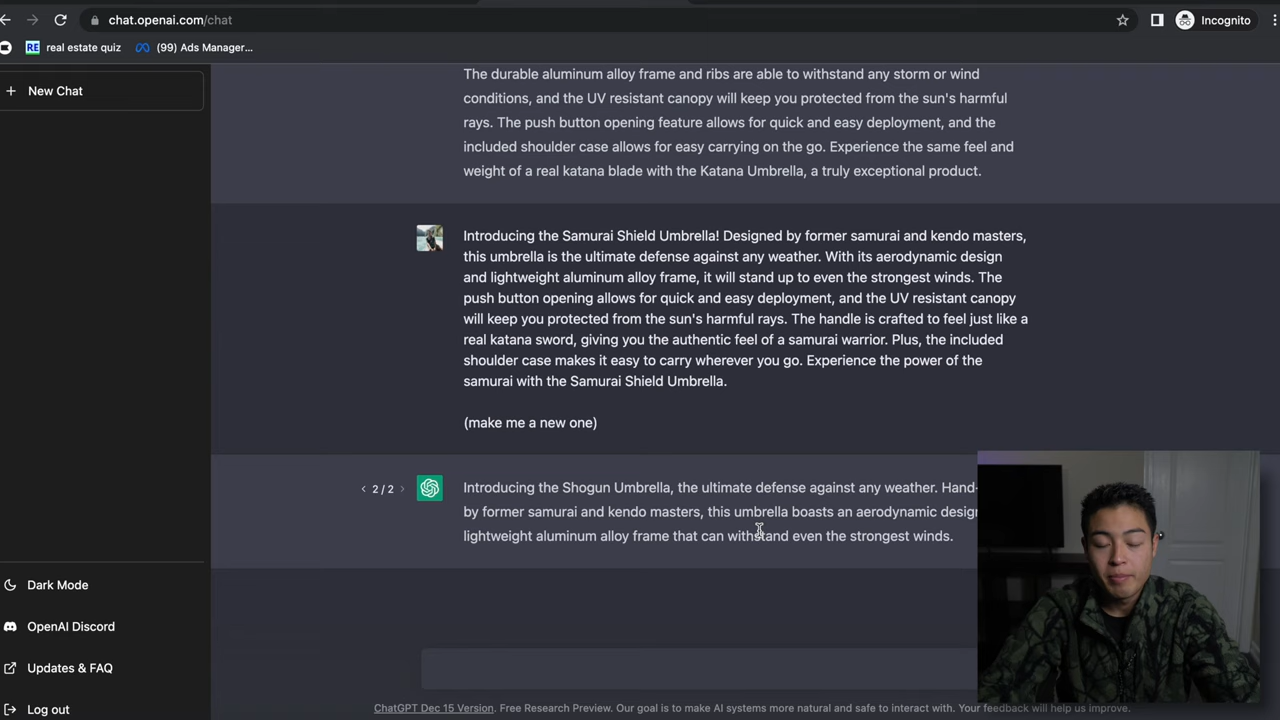 chat.openai.com/chat
Incognito
RE real estate quiz
(99) Ads Manager...
New Chat
The durable aluminum alloy frame and ribs are able to withstand any storm or wind
conditions, and the UV resistant canopy will keep you protected from the sun's harmful
rays. The push button opening feature allows for quick and easy deployment, and the
included shoulder case allows for easy carrying on the go. Experience the same feel and
weight of a real katana blade with the Katana Umbrella, a truly exceptional product.
Introducing the Samurai Shield Umbrella! Designed by former samurai and kendo masters,
this umbrella is the ultimate defense against any weather. With its aerodynamic design
and lightweight aluminum alloy frame, it will stand up to even the strongest winds. The
push button opening allows for quick and easy deployment, and the UV resistant canopy
will keep you protected from the sun's harmful rays. The handle is crafted to feel just like a
real katana sword, giving you the authentic feel of a samurai warrior. Plus, the included
shoulder case makes it easy to carry wherever you go. Experience the power of the
samurai with the Samurai Shield Umbrella.
(make me a new one)
< 2 / 2 >
Introducing the Shogun Umbrella, the ultimate defense against any weather. Hand-
by former samurai and kendo masters, this umbrella boasts an aerodynamic desig
lightweight aluminum alloy frame that can withstand even the strongest winds.
Dark Mode
OpenAI Discord
Updates & FAQ
Log out
ChatGPT Dec 15 Version. Free Research Preview. Our goal is to make AI systems more natural and safe to interact with. Your feedback will help us improve.